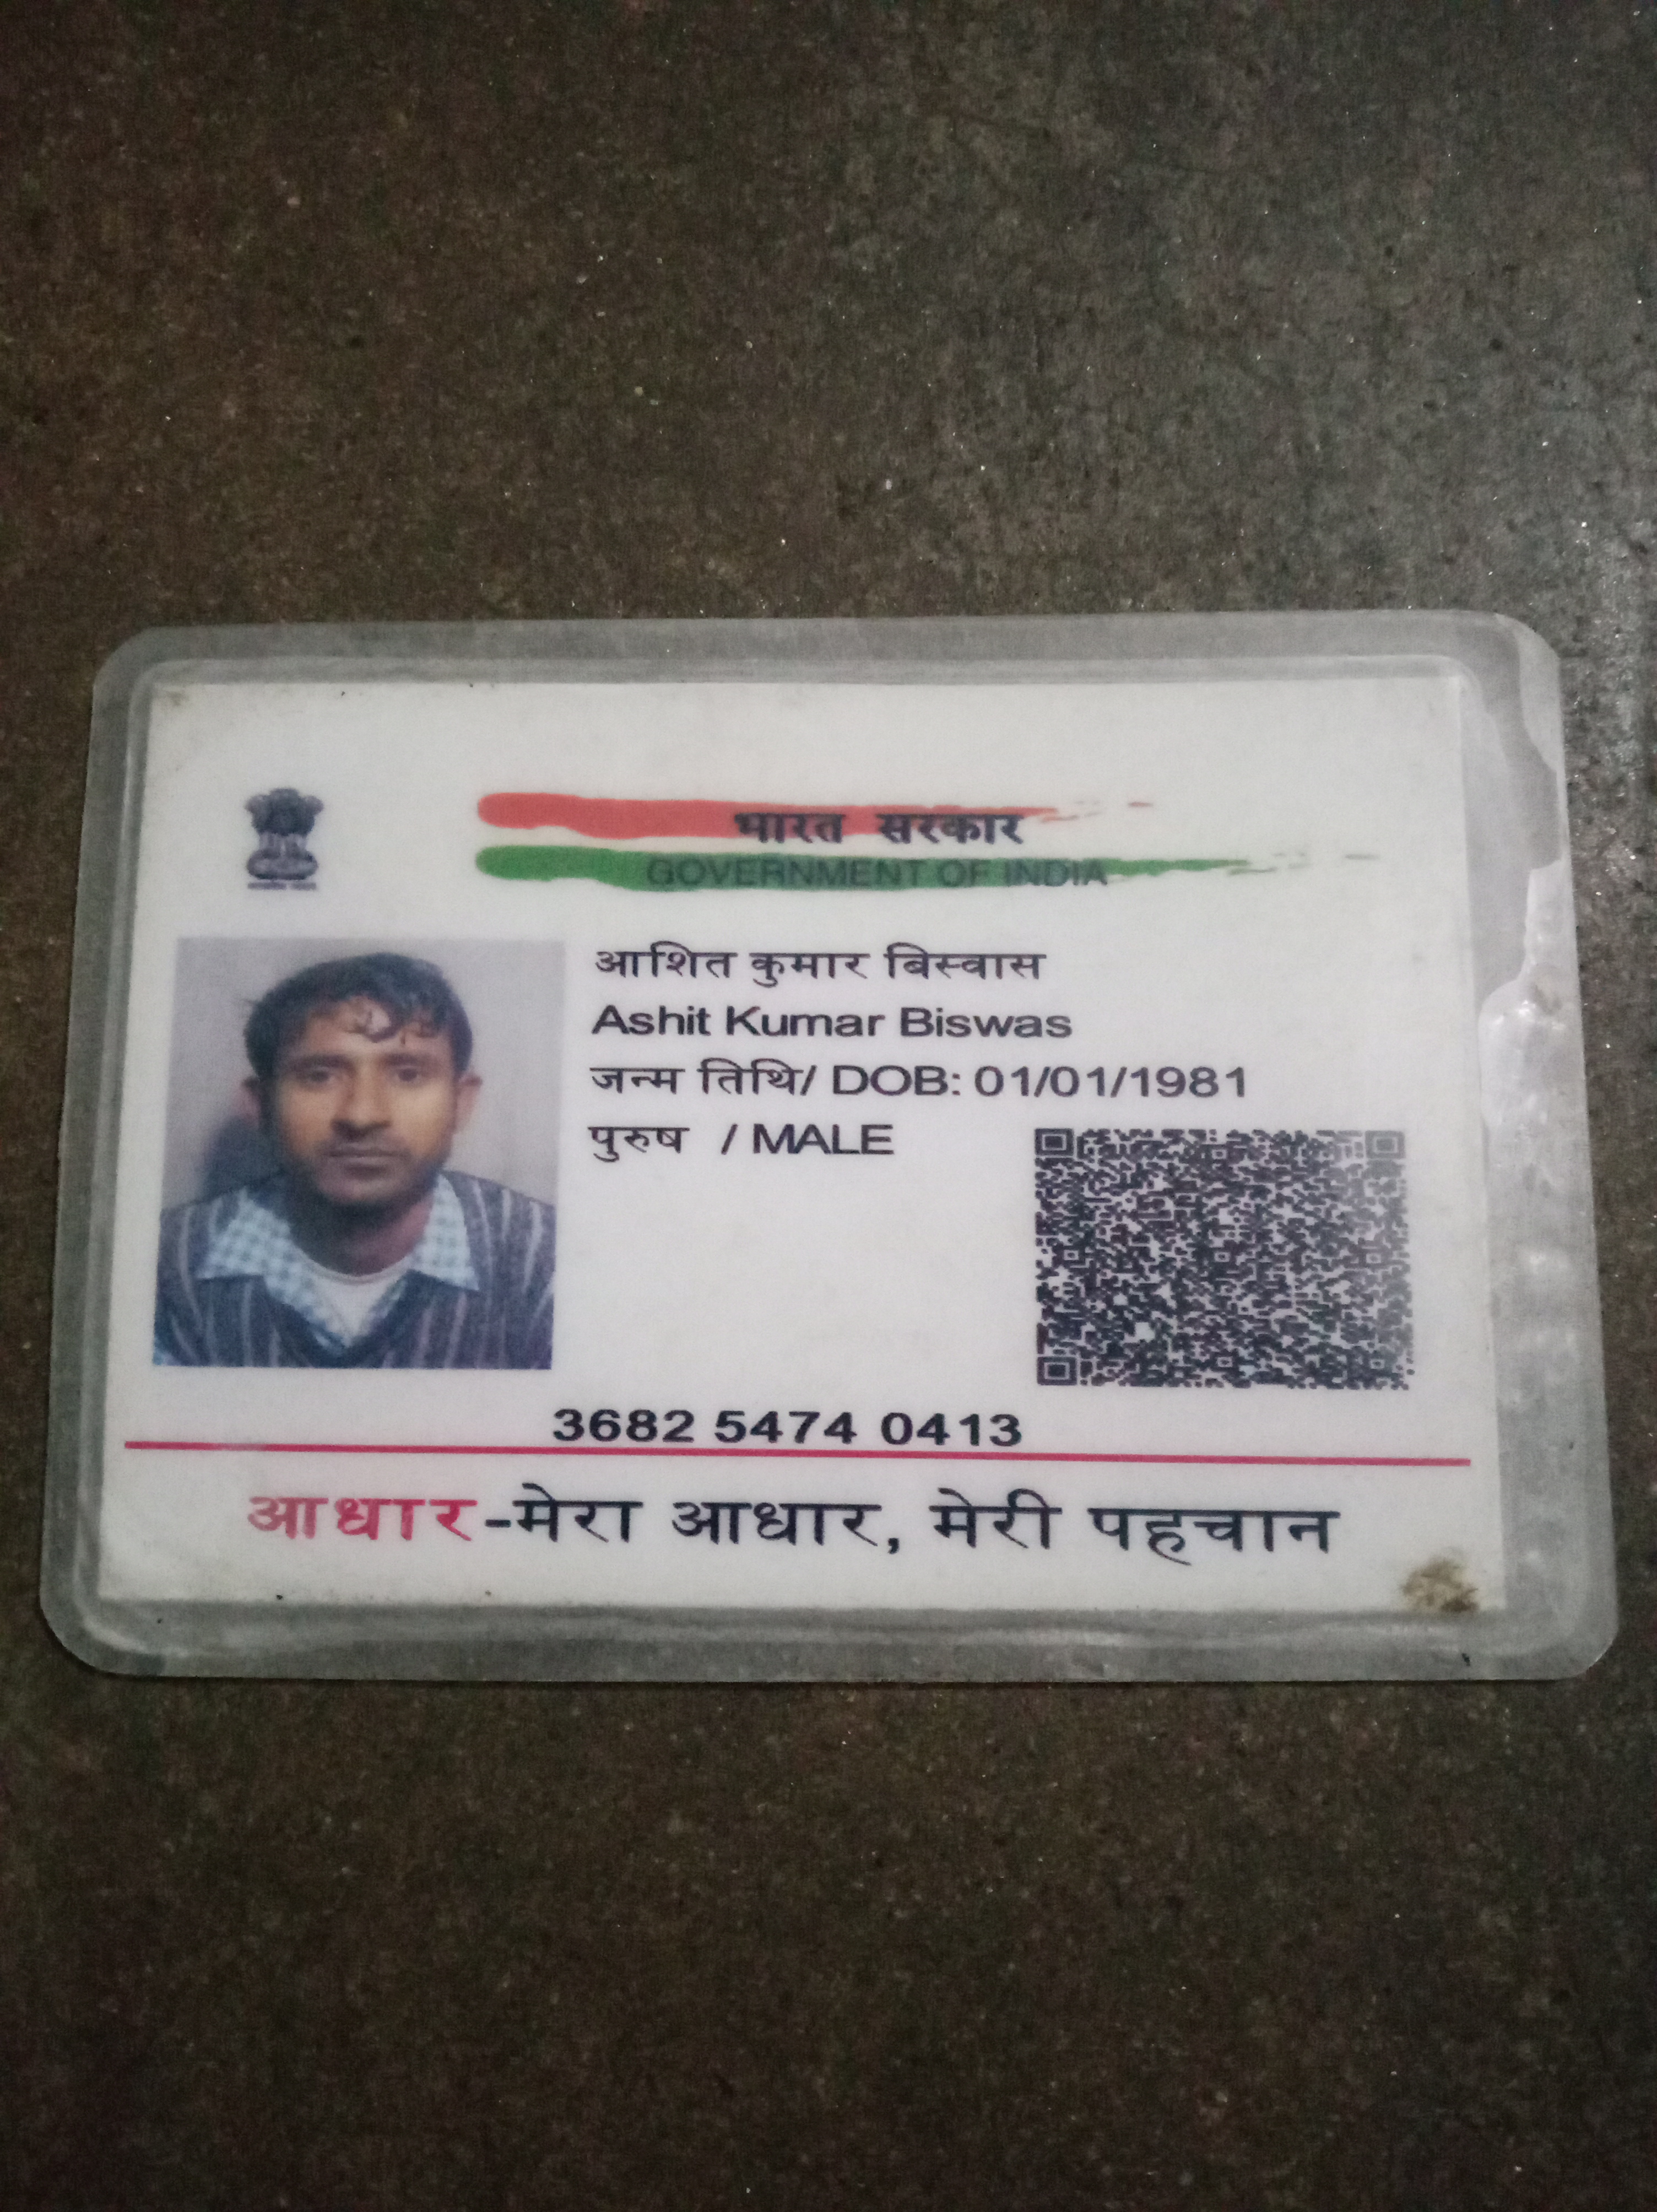 भारत सरकार
GOVERNMENT OF INDIA
आशित कुमार बिस्वास
Ashit Kumar Biswas
जन्म तिथि/ DOB: 01/01/1981
पुरुष / MALE
3682 5474 0413
आधार-मेरा आधार, मेरी पहचान